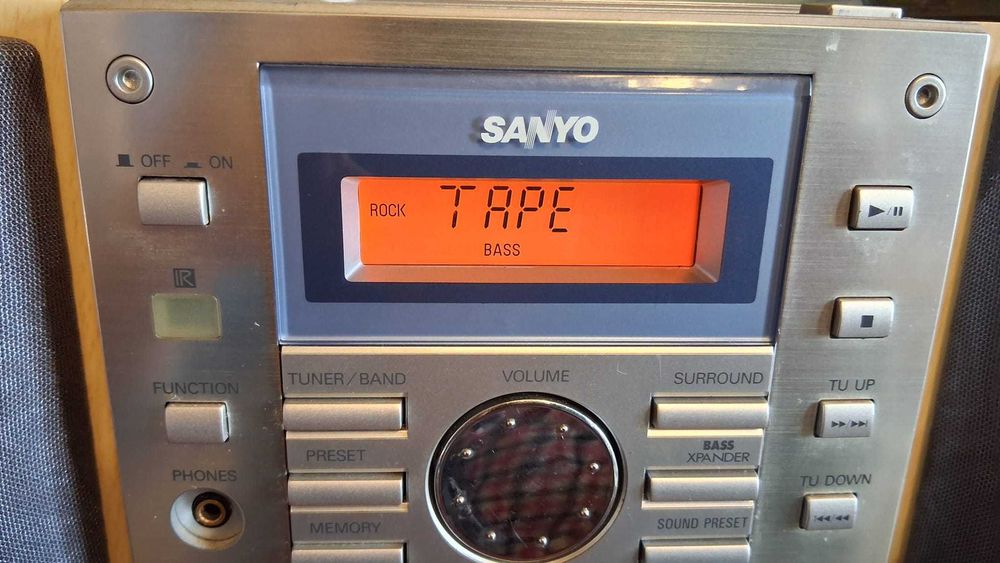 SANYO
OFF ON
ROCK TAPE
BASS
IR
FUNCTION
PHONES
TUNER/BAND
PRESET
MEMORY
VOLUME
SURROUND
BASS
XPANDER
SOUND PRESET
TU UP
TU DOWN